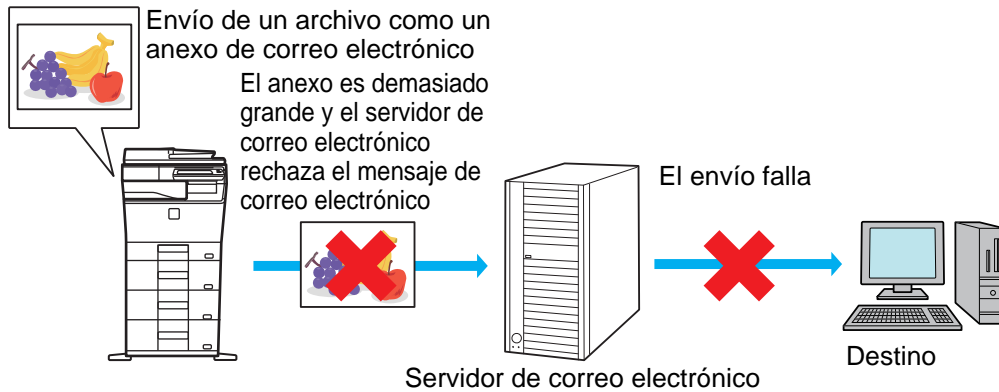 Envío de un archivo como un
anexo de correo electrónico
El anexo es demasiado
grande y el servidor de
correo electrónico
rechaza el mensaje de
correo electrónico
El envío falla
Destino
Servidor de correo electrónico